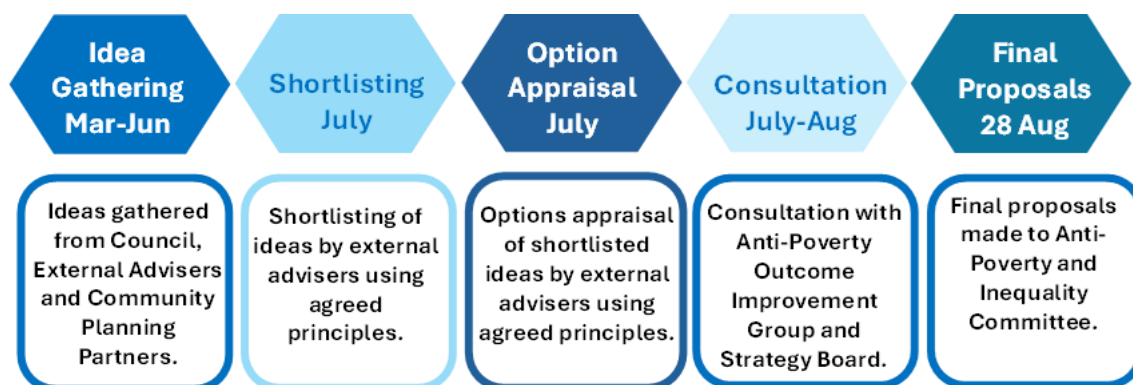 Idea
Gathering
Mar-Jun
Shortlisting
July
Option
Appraisal
July
Consultation
July-Aug
Final
Proposals
28 Aug
Ideas gathered
from Council,
External Advisers
and Community
Planning
Partners.
Shortlisting of
ideas by external
advisers using
agreed
principles.
Options appraisal
of shortlisted
ideas by external
advisers using
agreed principles.
Consultation with
Anti-Poverty
Outcome
Improvement
Group and
Strategy Board.
Final proposals
made to Anti-
Poverty and
Inequality
Committee.